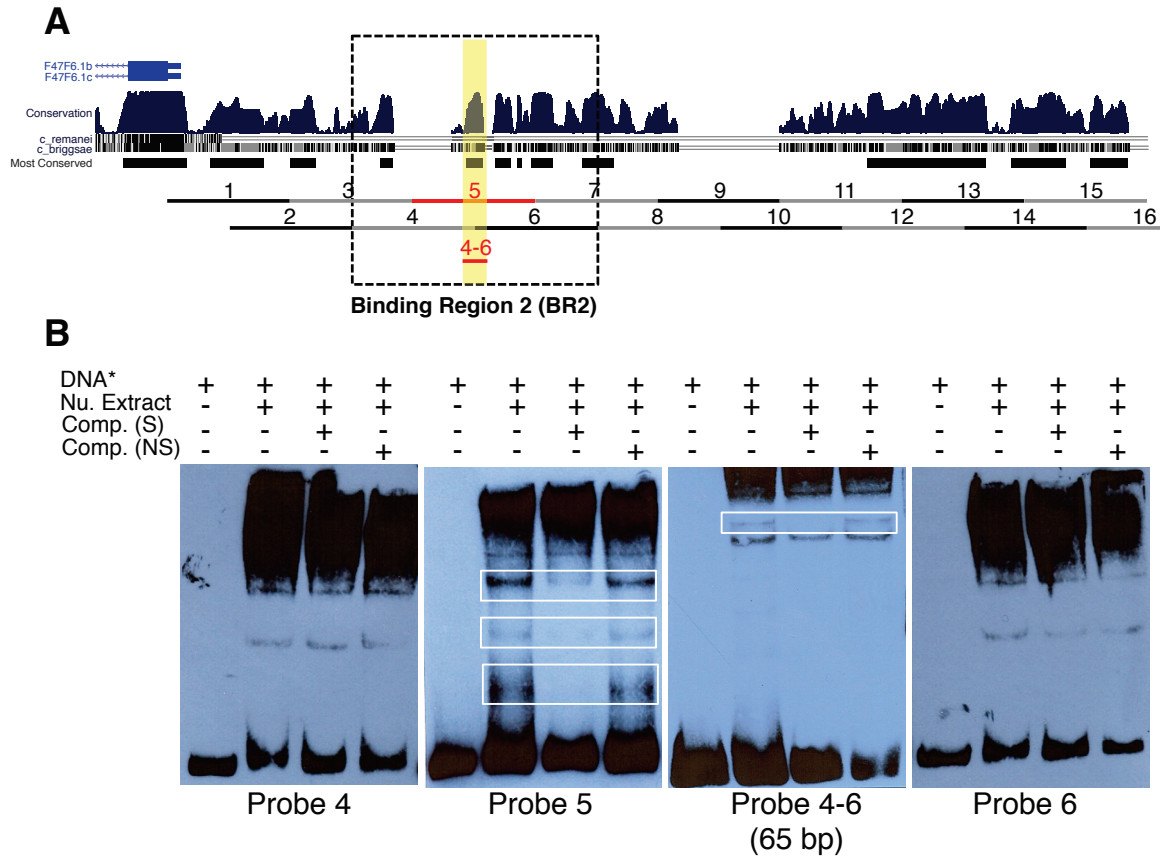 A
F47F6.1b
F47F6.1c
Conservation
c_remanei
c_briggsae
Most Conserved
1 3 5 7 9 11 13 15
2 4 6 8 10 12 14 16
4-6
Binding Region 2 (BR2)
B
DNA* + + + + + + + + + + + + + + + +
Nu. Extract - + + + - + + + - + + + - + + +
Comp. (S) - - + - - - + - - - + - - - + -
Comp. (NS) - - - + - - - + - - - + - - - +
Probe 4 Probe 5 Probe 4-6 Probe 6
(65 bp)